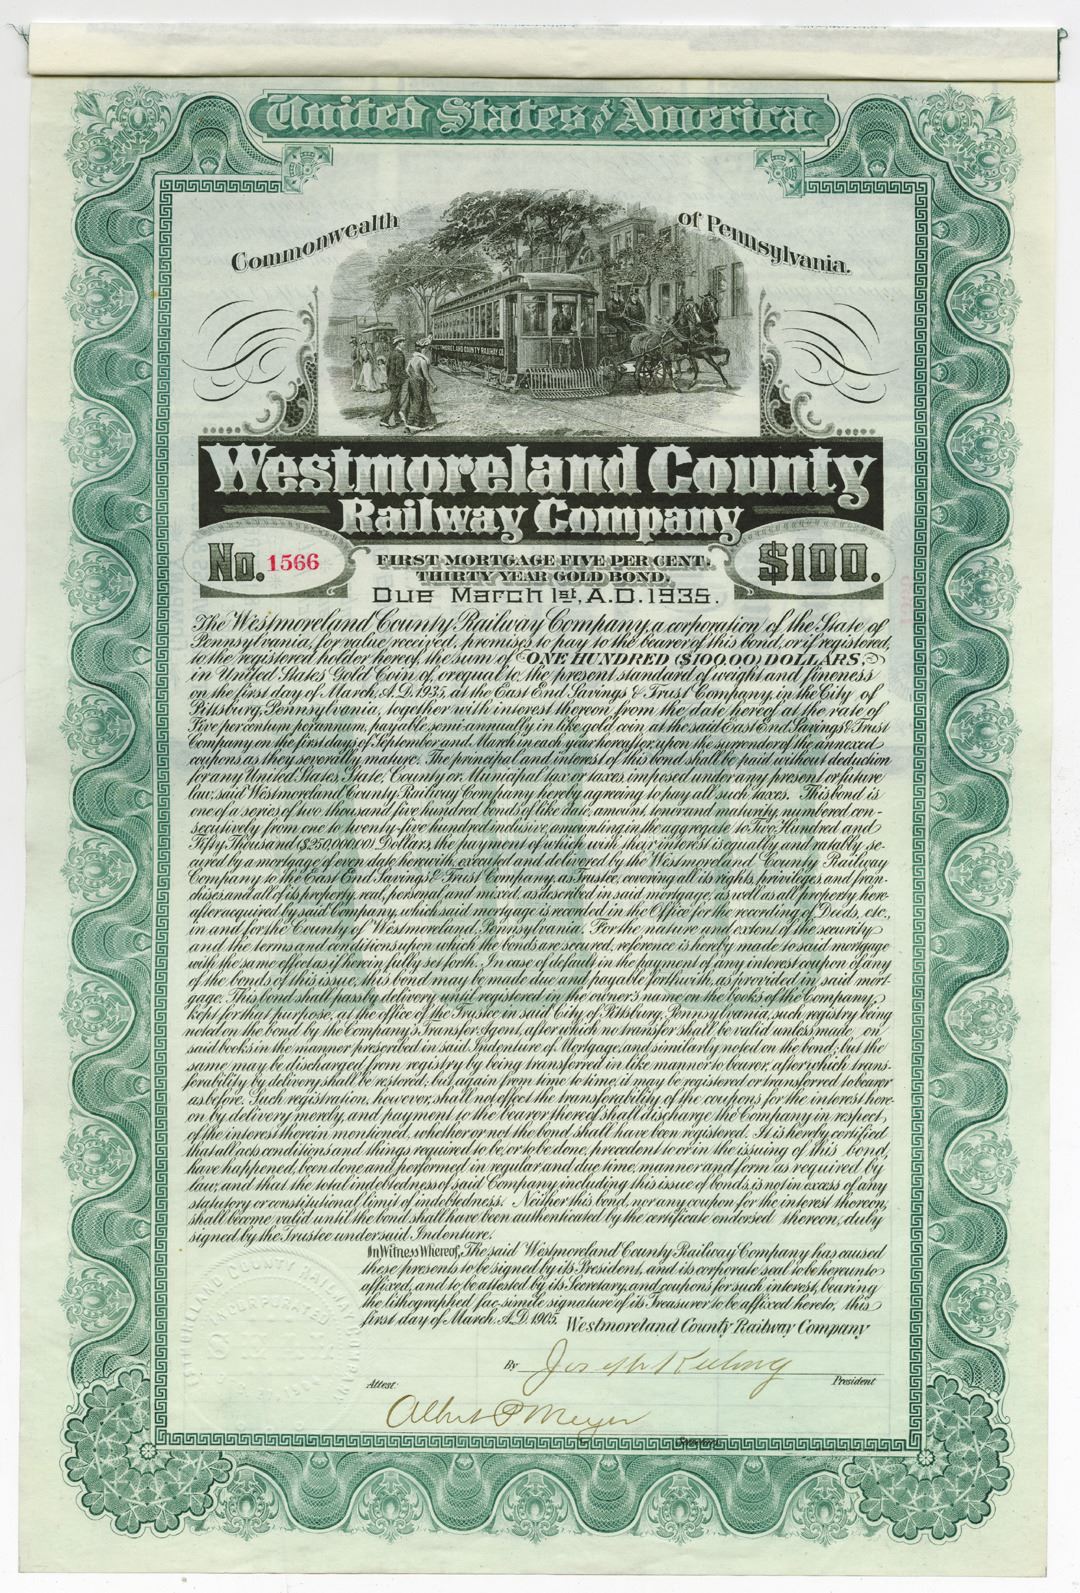 United States of America
Commonwealth of Pennsylvania.
WESTMORELAND COUNTY RAILWAY CO.
Westmoreland County
Railway Company
No. 1566
FIRST MORTGAGE FIVE PER CENT.
THIRTY YEAR GOLD BOND.
Due March 1st, A.D. 1935.
$100.
The Westmoreland County Railway Company, a corporation of the State of
Pennsylvania, for value received, promises to pay to the bearer of this bond, or if registered,
to the registered holder hereof, the sum of ONE HUNDRED ($100.00) DOLLARS,
in United States Gold Coin of, or equal to the present standard of weight and fineness
on the first day of March, A.D. 1935, at the East End Savings & Trust Company, in the City of
Pittsburg, Pennsylvania, together with interest thereon from the date hereof at the rate of
Five per centum per annum, payable semi-annually in like gold coin at the said East End Savings & Trust
Company on the first days of September and March in each year hereafter, upon the surrender of the annexed
coupons as they severally mature. The principal and interest of this bond shall be paid without deduction
for any United States, State, County or Municipal tax or taxes, imposed under any present or future
law, said Westmoreland County Railway Company hereby agreeing to pay all such taxes. This bond is
one of a series of two thousand five hundred bonds of like date, amount, tenor and maturity, numbered con-
secutively from one to twenty-five hundred inclusive, amounting in the aggregate to Two Hundred and
Fifty Thousand ($250,000.00) Dollars, the payment of which with their interest is equally and ratably se-
cured by a mortgage of even date herewith, executed and delivered by the Westmoreland County Railway
Company to the East End Savings & Trust Company, as Trustee, covering all its rights, privileges, and fran-
chises, and all of its property, real, personal and mixed, as described in said mortgage, as well as all property here-
after acquired by said Company, which said mortgage is recorded in the Office for the recording of Deeds, etc.,
in and for the County of Westmoreland, Pennsylvania. For the nature and extent of the security
and the terms and conditions upon which the bonds are secured, reference is hereby made to said mortgage
with the same effect as if herein fully set forth. In case of default in the payment of any interest coupon of any
of the bonds of this issue, this bond may be made due and payable forthwith, as provided in said mort-
gage. This bond shall pass by delivery until registered in the owner's name on the books of the Company,
kept for that purpose, at the office of the Trustee in said City of Pittsburg, Pennsylvania, such registry being
noted on the bond by the Company's Transfer Agent, after which no transfer shall be valid unless made on
said books in the manner prescribed in said Indenture of Mortgage, and similarly noted on the bond; but the
same may be discharged from registry by being transferred in like manner to bearer, after which trans-
ferability by delivery shall be restored; but again from time to time, it may be registered or transferred to bearer
as before. Such registration, however, shall not effect the transferability of the coupons for the interest here-
on by delivery merely, and payment to the bearer thereof shall discharge the Company in respect
of the interest therein mentioned, whether or not the bond shall have been registered. It is hereby certified
that all acts conditions and things required to be, or to be done, precedent to or in the issuing of this bond,
have happened, been done and performed in regular and due time, manner and form as required by
law, and that the total indebtedness of said Company including this issue of bonds, is not in excess of any
statutory or constitutional limit of indebtedness. Neither this bond, nor any coupon for the interest thereon,
shall become valid until the bond shall have been authenticated by the certificate endorsed thereon, duly
signed by the Trustee under said Indenture.
In Witness Whereof, The said Westmoreland County Railway Company has caused
these presents to be signed by its President, and its corporate seal to be hereunto
affixed, and to be attested by its Secretary, and coupons for such interest, bearing
the lithographed fac-simile signature of its Treasurer to be affixed hereto, this
first day of March, A.D. 1905.
Westmoreland County Railway Company
By Joseph Keeling
President
Attest:
Albert P Meyer
Secretary.
WESTMORELAND COUNTY RAILWAY COMPANY
INCORPORATED